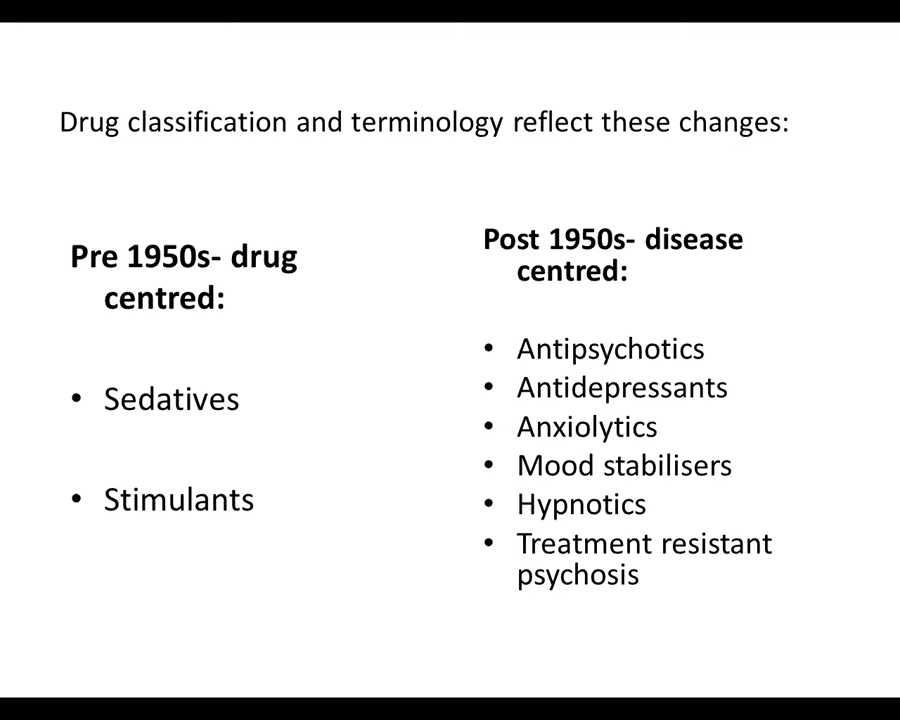 Drug classification and terminology reflect these changes:
Pre 1950s- drug
centred:
• Sedatives
• Stimulants
Post 1950s- disease
centred:
• Antipsychotics
• Antidepressants
• Anxiolytics
• Mood stabilisers
• Hypnotics
• Treatment resistant
psychosis